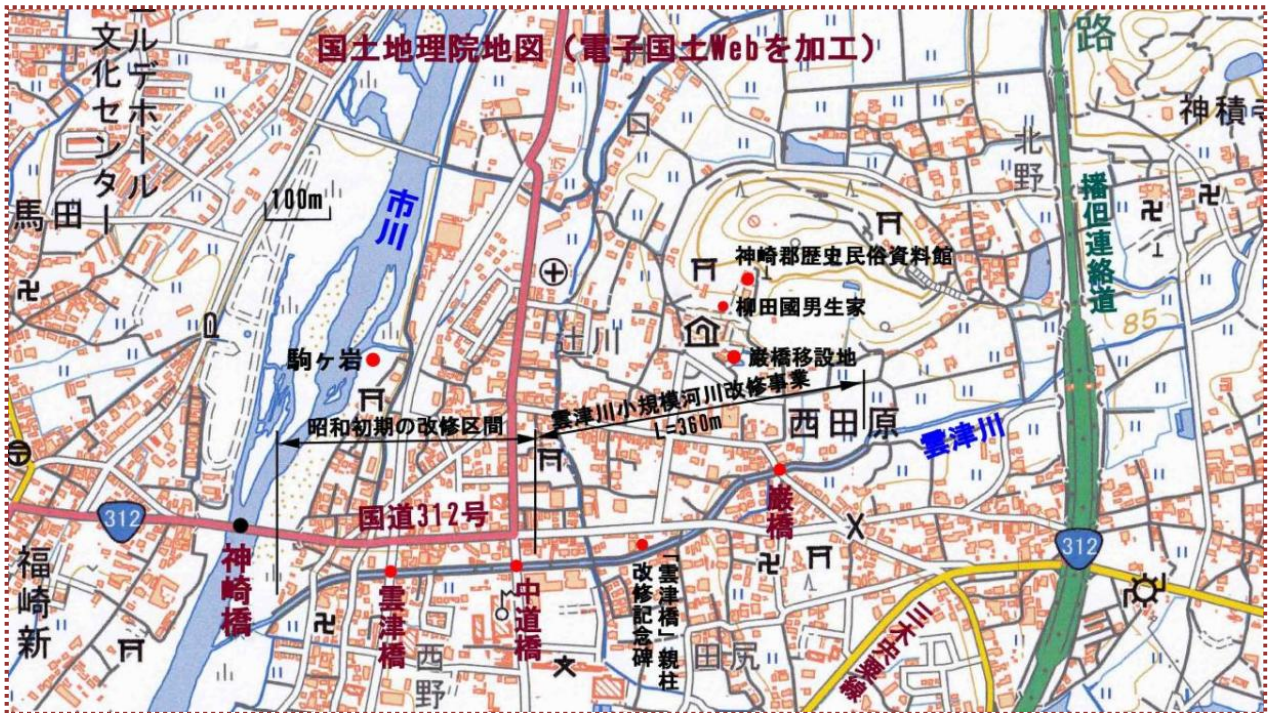 国土地理院地図（電子国土Webを加工）
ルデホール
文化センター
馬田
100m
市川
路
神積寺
北野
播但連絡道
神崎郡歴史民俗資料館
柳田國男生家
辻川
巌橋移設地
駒ヶ岩
85
昭和初期の改修区間
雲津川小規模河川改修事業
L=360m
西田原
雲津川
312
国道312号
巌橋
312
福崎新
神崎橋
雲津橋
中道橋
「雲津橋」親柱
改修記念碑
西野
田尻
三木宍粟線